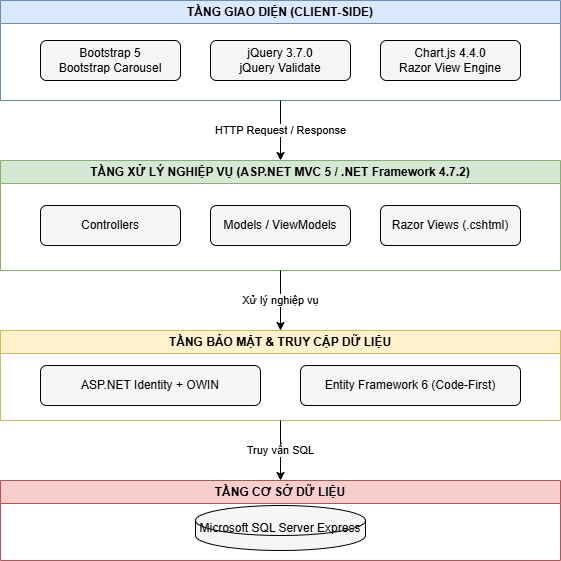 TẦNG GIAO DIỆN (CLIENT-SIDE)
Bootstrap 5
Bootstrap Carousel
jQuery 3.7.0
jQuery Validate
Chart.js 4.4.0
Razor View Engine
HTTP Request / Response
TẦNG XỬ LÝ NGHIỆP VỤ (ASP.NET MVC 5 / .NET Framework 4.7.2)
Controllers
Models / ViewModels
Razor Views (.cshtml)
Xử lý nghiệp vụ
TẦNG BẢO MẬT & TRUY CẬP DỮ LIỆU
ASP.NET Identity + OWIN
Entity Framework 6 (Code-First)
Truy vấn SQL
TẦNG CƠ SỞ DỮ LIỆU
Microsoft SQL Server Express